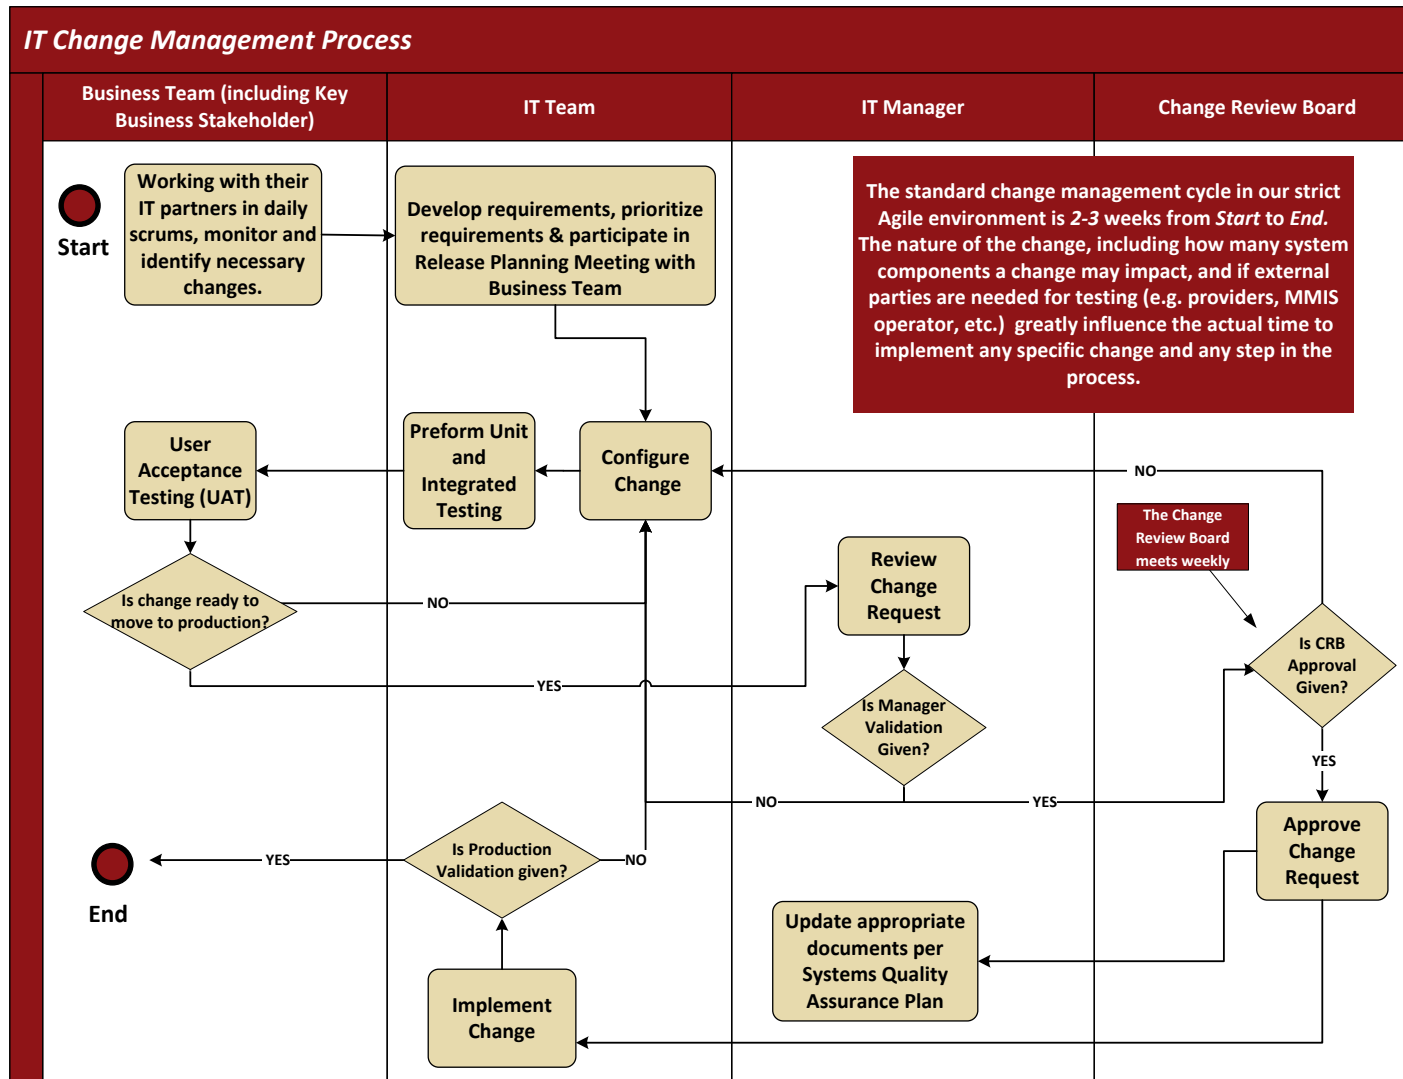 IT Change Management Process
Business Team (including Key
Business Stakeholder)
IT Team
IT Manager
Change Review Board
Start
Working with their
IT partners in daily
scrums, monitor and
identify necessary
changes.
Develop requirements, prioritize
requirements & participate in
Release Planning Meeting with
Business Team
The standard change management cycle in our strict
Agile environment is 2-3 weeks from Start to End.
The nature of the change, including how many system
components a change may impact, and if external
parties are needed for testing (e.g. providers, MMIS
operator, etc.) greatly influence the actual time to
implement any specific change and any step in the
process.
User
Acceptance
Testing (UAT)
Preform Unit
and
Integrated
Testing
Configure
Change
NO
The Change
Review Board
meets weekly
Review
Change
Request
Is change ready to
move to production?
NO
YES
Is CRB
Approval
Given?
Is Manager
Validation
Given?
YES
NO
YES
Approve
Change
Request
Is Production
Validation given?
YES
NO
End
Update appropriate
documents per
Systems Quality
Assurance Plan
Implement
Change